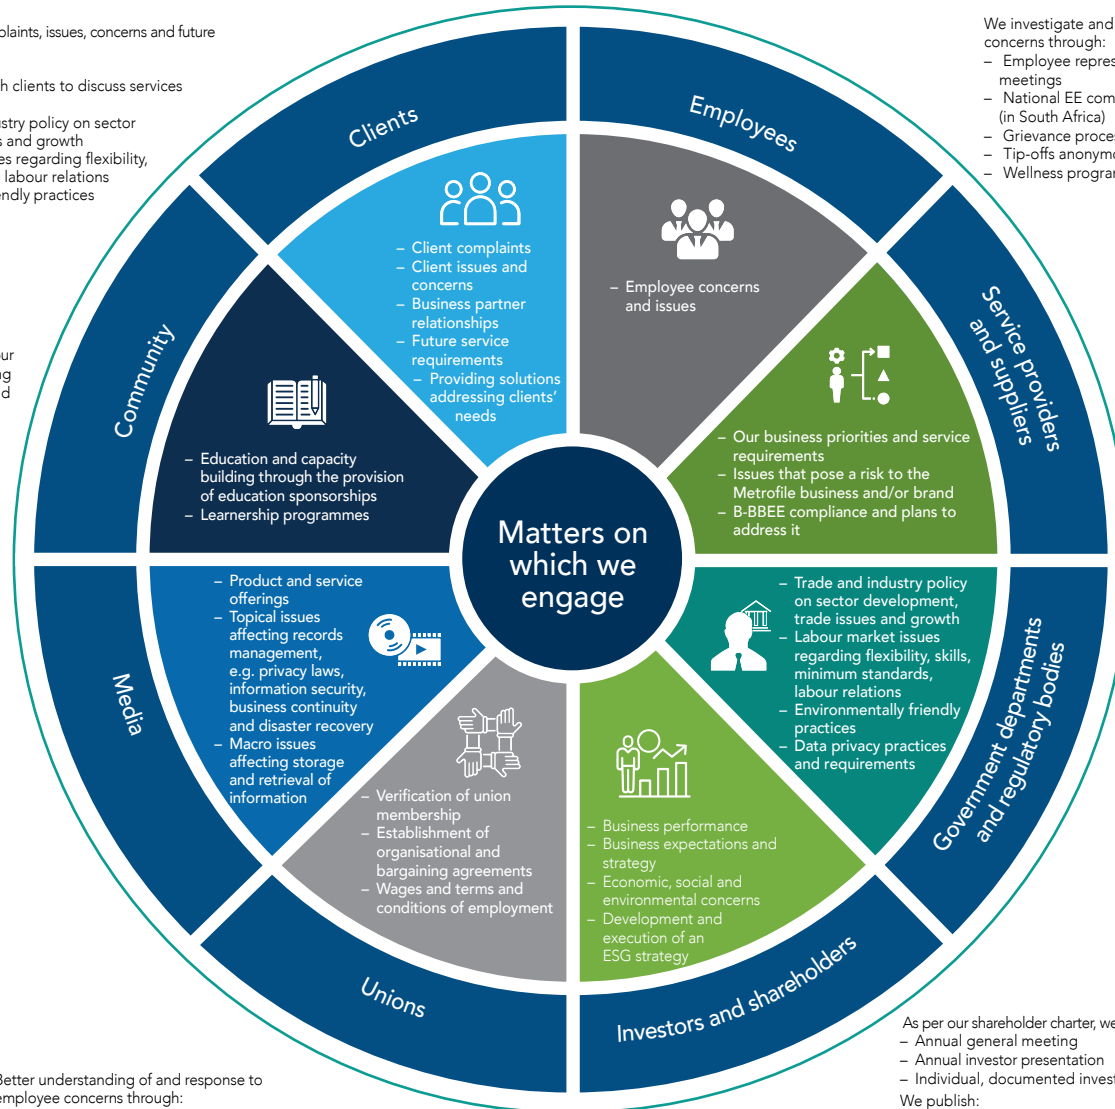 plaints, issues, concerns and future
h clients to discuss services
ustry policy on sector
s and growth
es regarding flexibility,
labour relations
endly practices
We investigate and
concerns through:
– Employee repres
meetings
– National EE com
(in South Africa)
– Grievance proces
– Tip-offs anonymo
– Wellness program
Clients
– Client complaints
– Client issues and
concerns
– Business partner
relationships
– Future service
requirements
– Providing solutions
addressing clients'
needs
Employees
– Employee concerns
and issues
Service providers
and suppliers
– Our business priorities and service
requirements
– Issues that pose a risk to the
Metrofile business and/or brand
– B-BBEE compliance and plans to
address it
our
ng
d
Community
– Education and capacity
building through the provision
of education sponsorships
– Learnership programmes
Matters on
which we
engage
Media
– Product and service
offerings
– Topical issues
affecting records
management,
e.g. privacy laws,
information security,
business continuity
and disaster recovery
– Macro issues
affecting storage
and retrieval of
information
Government departments
and regulatory bodies
– Trade and industry policy
on sector development,
trade issues and growth
– Labour market issues
regarding flexibility, skills,
minimum standards,
labour relations
– Environmentally friendly
practices
– Data privacy practices
and requirements
Unions
– Verification of union
membership
– Establishment of
organisational and
bargaining agreements
– Wages and terms and
conditions of employment
Investors and shareholders
– Business performance
– Business expectations and
strategy
– Economic, social and
environmental concerns
– Development and
execution of an
ESG strategy
Better understanding of and response to
employee concerns through:
As per our shareholder charter, we
– Annual general meeting
– Annual investor presentation
– Individual, documented invest
We publish: